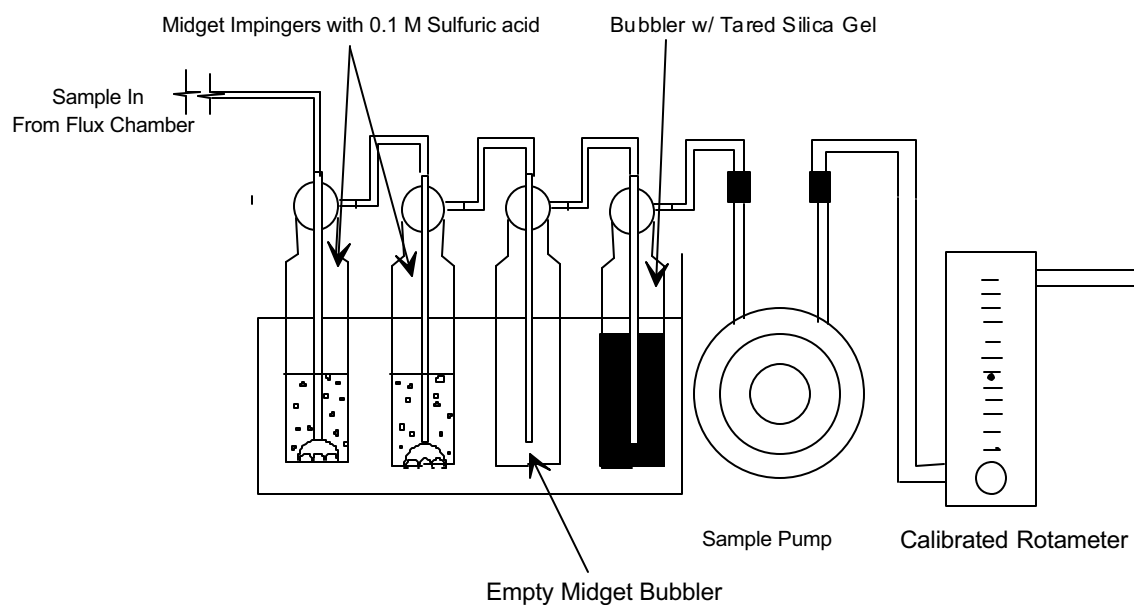 Midget Impingers with 0.1 M Sulfuric acid
Bubbler w/ Tared Silica Gel
Sample In
From Flux Chamber
Sample Pump
Calibrated Rotameter
Empty Midget Bubbler